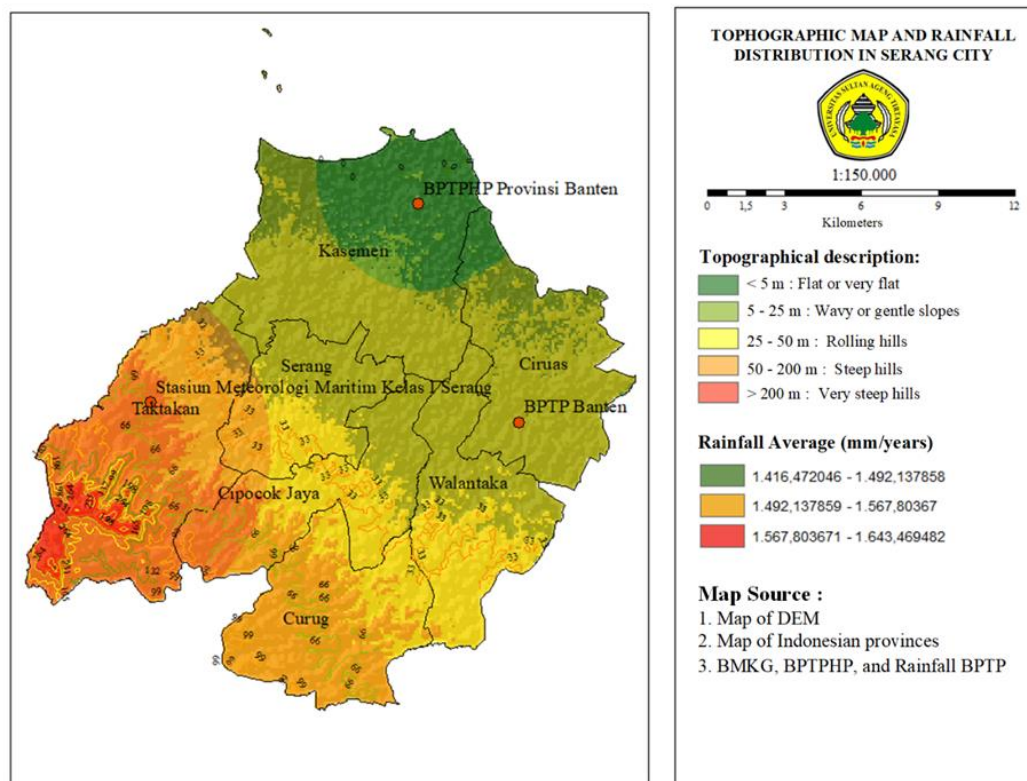 TOPHOGRAPHIC MAP AND RAINFALL
DISTRIBUTION IN SERANG CITY
UNIVERSITAS SULTAN AGENG TIRTAYASA
1:150.000
0 1,5 3 6 9 12
Kilometers
Topographical description:
< 5 m : Flat or very flat
5 - 25 m : Wavy or gentle slopes
25 - 50 m : Rolling hills
50 - 200 m : Steep hills
> 200 m : Very steep hills
Rainfall Average (mm/years)
1.416,472046 - 1.492,137858
1.492,137859 - 1.567,80367
1.567,803671 - 1.643,469482
Map Source :
1. Map of DEM
2. Map of Indonesian provinces
3. BMKG, BPTPHP, and Rainfall BPTP
BPTPHP Provinsi Banten
Kasemen
Serang
Ciruas
Stasiun Meteorologi Maritim Kelas I Serang
Taktakan
BPTP Banten
Cipocok Jaya
Walantaka
Curug